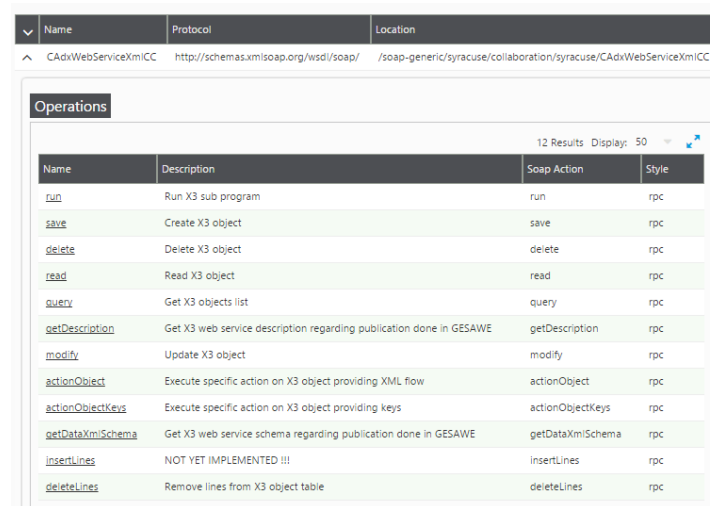 Name Protocol Location
CAdxWebServiceXmlCC http://schemas.xmlsoap.org/wsdl/soap/ /soap-generic/syracuse/collaboration/syracuse/CAdxWebServiceXmlCC
Operations
12 Results Display: 50
Name Description Soap Action Style
run Run X3 sub program run rpc
save Create X3 object save rpc
delete Delete X3 object delete rpc
read Read X3 object read rpc
query Get X3 objects list query rpc
getDescription Get X3 web service description regarding publication done in GESAWE getDescription rpc
modify Update X3 object modify rpc
actionObject Execute specific action on X3 object providing XML flow actionObject rpc
actionObjectKeys Execute specific action on X3 object providing keys actionObjectKeys rpc
getDataXmlSchema Get X3 web service schema regarding publication done in GESAWE getDataXmlSchema rpc
insertLines NOT YET IMPLEMENTED !!! insertLines rpc
deleteLines Remove lines from X3 object table deleteLines rpc